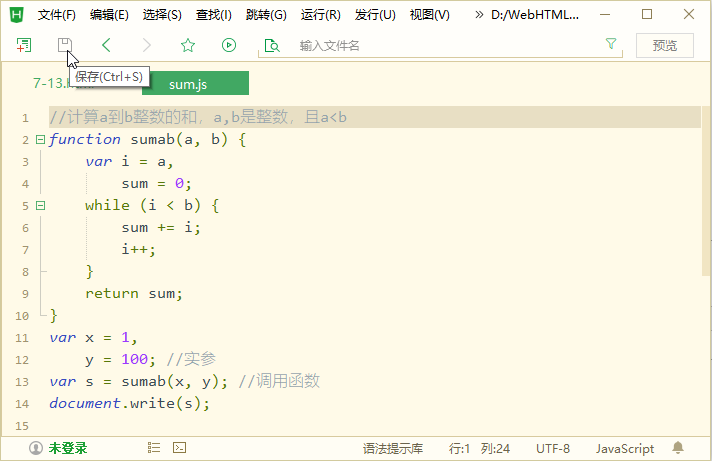 文件(F) 编辑(E) 选择(S) 查找(I) 跳转(G) 运行(R) 发行(U) 视图(V) » D:/WebHTML...
输入文件名 预览
保存(Ctrl+S)
7-13. sum.js
1 //计算a到b整数的和，a,b是整数，且a<b
2 function sumab(a, b) {
3 var i = a,
4 sum = 0;
5 while (i < b) {
6 sum += i;
7 i++;
8 }
9 return sum;
10 }
11 var x = 1,
12 y = 100; //实参
13 var s = sumab(x, y); //调用函数
14 document.write(s);
15
未登录 语法提示库 行:1 列:24 UTF-8 JavaScript